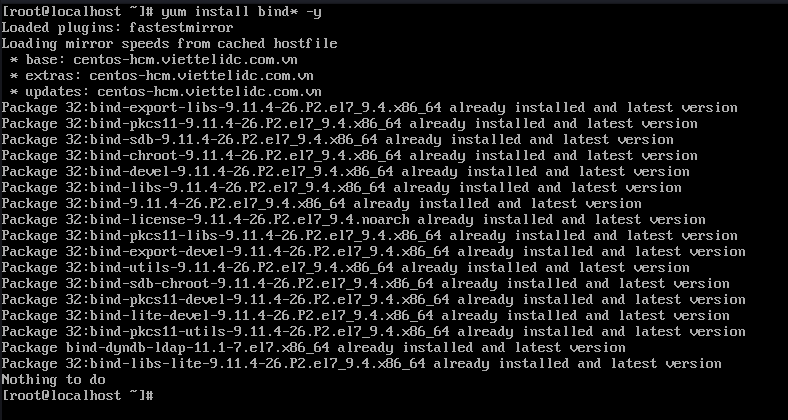 [root@localhost ~]# yum install bind* -y
Loaded plugins: fastestmirror
Loading mirror speeds from cached hostfile
 * base: centos-hcm.viettelidc.com.vn
 * extras: centos-hcm.viettelidc.com.vn
 * updates: centos-hcm.viettelidc.com.vn
Package 32:bind-export-libs-9.11.4-26.P2.el7_9.4.x86_64 already installed and latest version
Package 32:bind-pkcs11-9.11.4-26.P2.el7_9.4.x86_64 already installed and latest version
Package 32:bind-sdb-9.11.4-26.P2.el7_9.4.x86_64 already installed and latest version
Package 32:bind-chroot-9.11.4-26.P2.el7_9.4.x86_64 already installed and latest version
Package 32:bind-devel-9.11.4-26.P2.el7_9.4.x86_64 already installed and latest version
Package 32:bind-libs-9.11.4-26.P2.el7_9.4.x86_64 already installed and latest version
Package 32:bind-9.11.4-26.P2.el7_9.4.x86_64 already installed and latest version
Package 32:bind-license-9.11.4-26.P2.el7_9.4.noarch already installed and latest version
Package 32:bind-pkcs11-libs-9.11.4-26.P2.el7_9.4.x86_64 already installed and latest version
Package 32:bind-export-devel-9.11.4-26.P2.el7_9.4.x86_64 already installed and latest version
Package 32:bind-utils-9.11.4-26.P2.el7_9.4.x86_64 already installed and latest version
Package 32:bind-sdb-chroot-9.11.4-26.P2.el7_9.4.x86_64 already installed and latest version
Package 32:bind-pkcs11-devel-9.11.4-26.P2.el7_9.4.x86_64 already installed and latest version
Package 32:bind-lite-devel-9.11.4-26.P2.el7_9.4.x86_64 already installed and latest version
Package 32:bind-pkcs11-utils-9.11.4-26.P2.el7_9.4.x86_64 already installed and latest version
Package bind-dyndb-ldap-11.1-7.el7.x86_64 already installed and latest version
Package 32:bind-libs-lite-9.11.4-26.P2.el7_9.4.x86_64 already installed and latest version
Nothing to do
[root@localhost ~]#